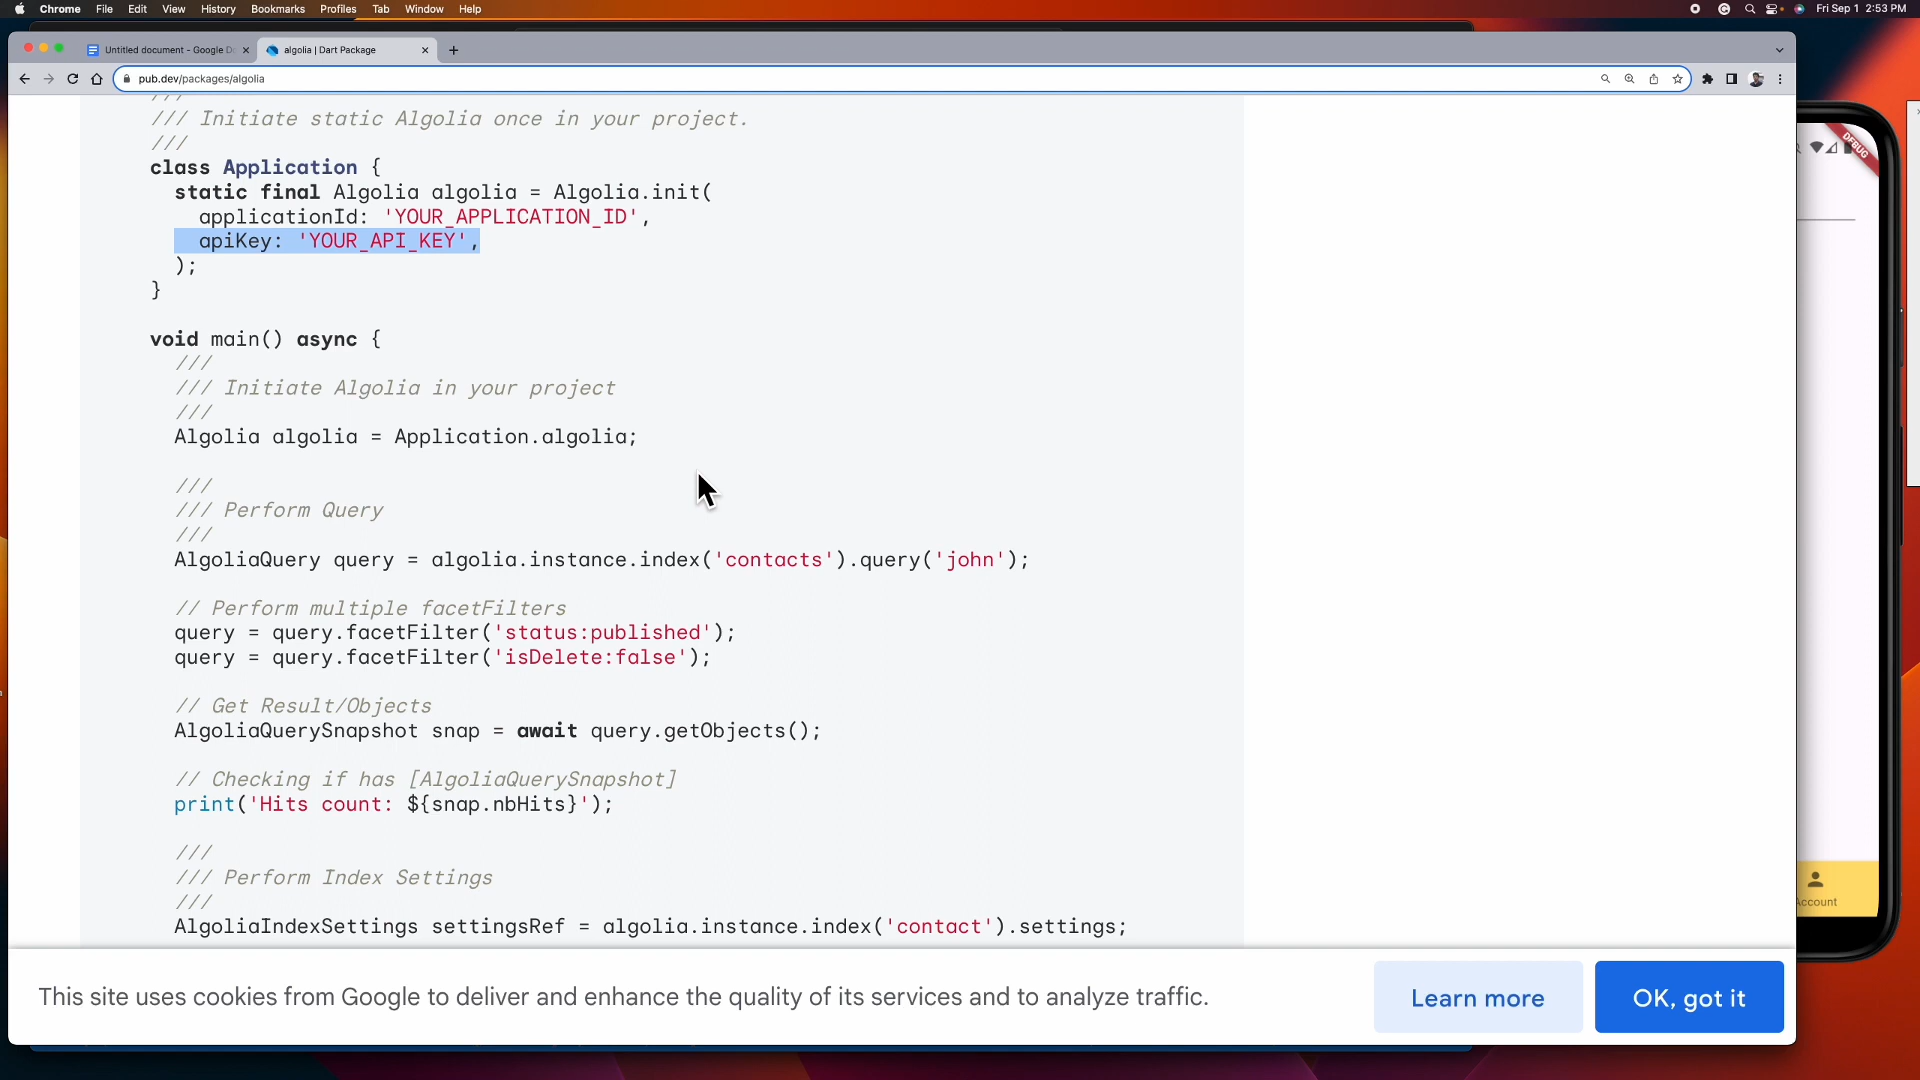 Chrome File Edit View History Bookmarks Profiles Tab Window Help Fri Sep 1 2:53 PM
Untitled document - Google D algolia | Dart Package
pub.dev/packages/algolia
///
/// Initiate static Algolia once in your project.
///
class Application {
static final Algolia algolia = Algolia.init(
applicationId: 'YOUR_APPLICATION_ID',
apiKey: 'YOUR_API_KEY',
);
}
void main() async {
///
/// Initiate Algolia in your project
///
Algolia algolia = Application.algolia;
///
/// Perform Query
///
AlgoliaQuery query = algolia.instance.index('contacts').query('john');
// Perform multiple facetFilters
query = query.facetFilter('status:published');
query = query.facetFilter('isDelete:false');
// Get Result/Objects
AlgoliaQuerySnapshot snap = await query.getObjects();
// Checking if has [AlgoliaQuerySnapshot]
print('Hits count: ${snap.nbHits}');
///
/// Perform Index Settings
///
AlgoliaIndexSettings settingsRef = algolia.instance.index('contact').settings;
This site uses cookies from Google to deliver and enhance the quality of its services and to analyze traffic.
Learn more
OK, got it
DEBUG
Account